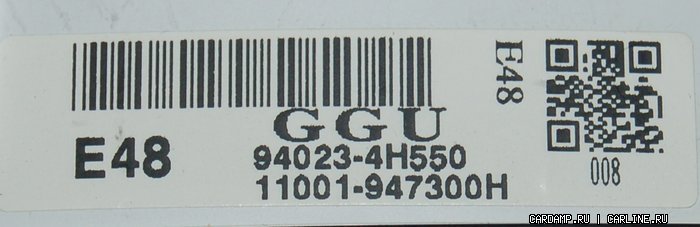 GGU
E48
94023-4H550
11001-947300H
E48
008
CARDAMP.RU | CARLINE.RU